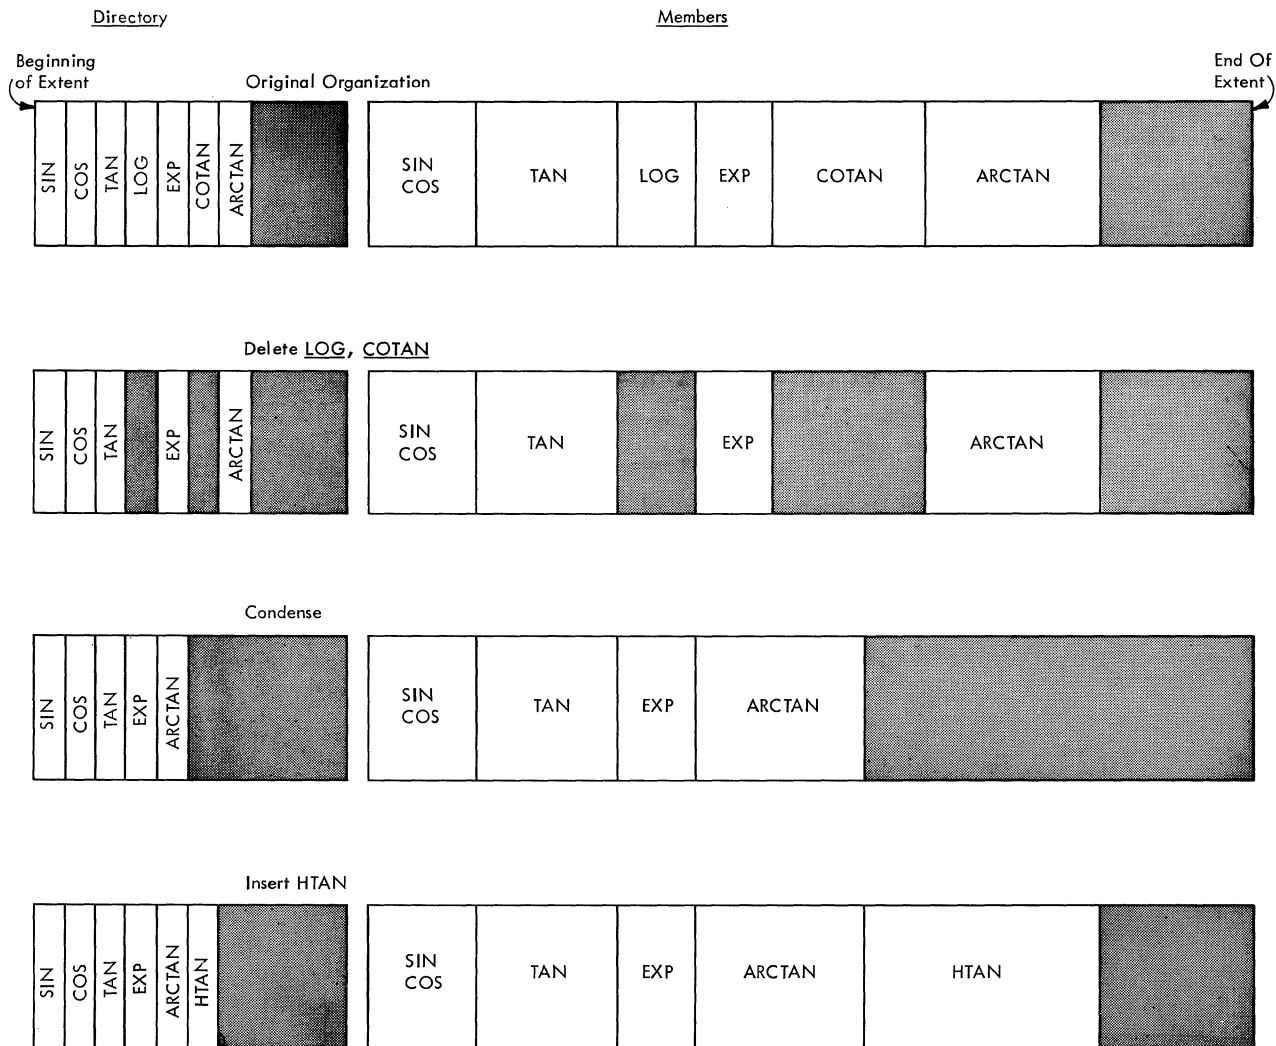 Directory
Members
Beginning
of Extent
Original Organization
End Of
Extent
SIN
COS
TAN
LOG
EXP
COTAN
ARCTAN
SIN
COS
TAN
LOG
EXP
COTAN
ARCTAN
Delete LOG, COTAN
SIN
COS
TAN
EXP
ARCTAN
SIN
COS
TAN
EXP
ARCTAN
Condense
SIN
COS
TAN
EXP
ARCTAN
SIN
COS
TAN
EXP
ARCTAN
Insert HTAN
SIN
COS
TAN
EXP
ARCTAN
HTAN
SIN
COS
TAN
EXP
ARCTAN
HTAN